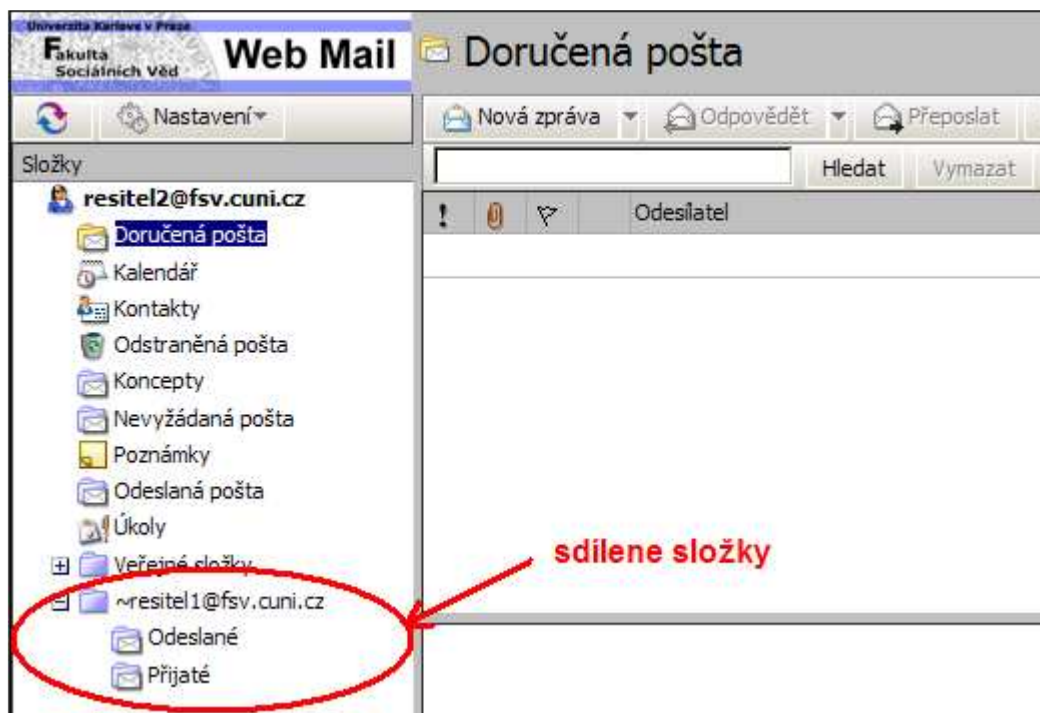 Univerzita Karlova v Praze
Fakulta
Sociálních Věd
Web Mail
Doručená pošta
Nastavení
Nová zpráva
Odpovědět
Přeposlat
Složky
Hledat
Vymazat
resitel2@fsv.cuni.cz
! Odesílatel
Doručená pošta
Kalendář
Kontakty
Odstraněná pošta
Koncepty
Nevyžádaná pošta
Poznámky
Odeslaná pošta
Úkoly
sdílene složky
Veřejné složky
~resitel1@fsv.cuni.cz
Odeslané
Přijaté